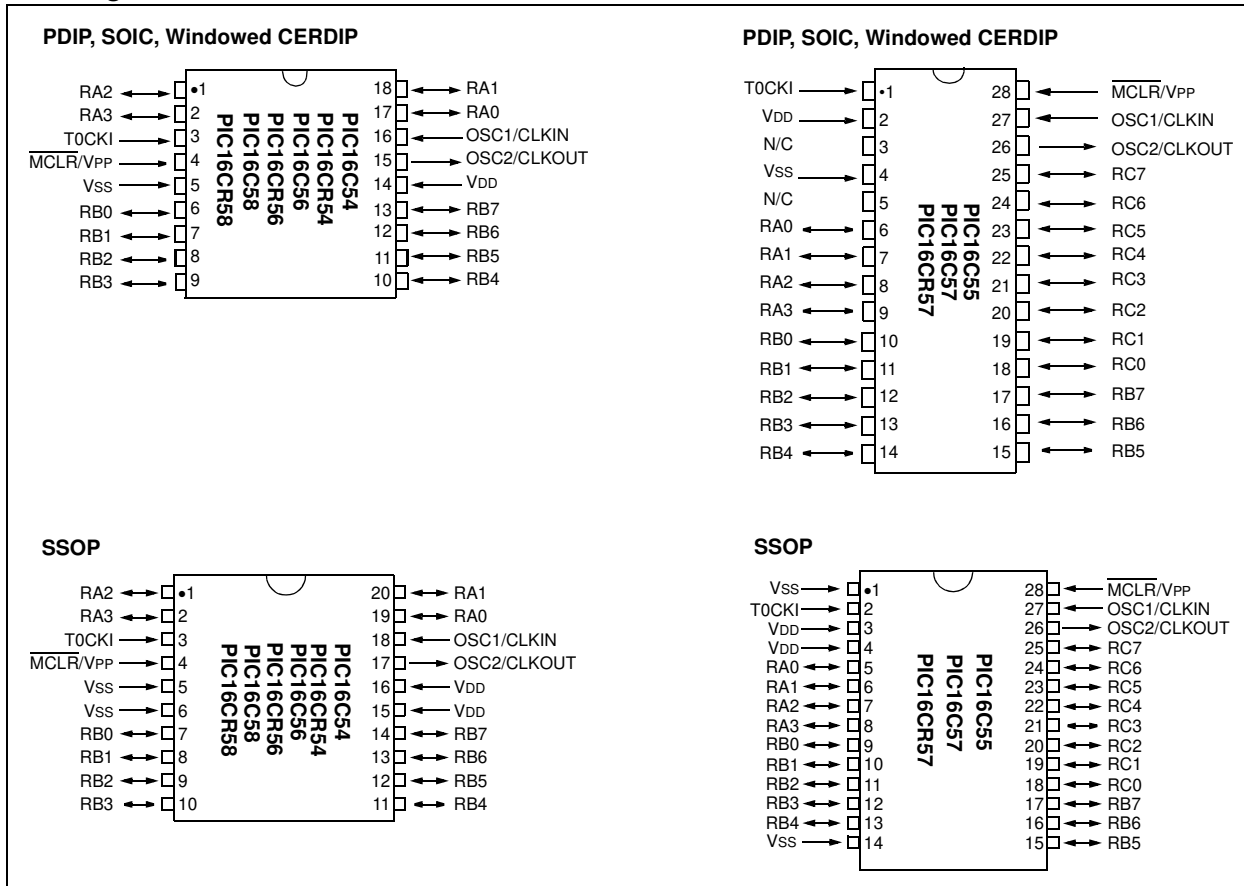 PDIP, SOIC, Windowed CERDIP
RA2 •1 18 RA1
RA3 2 17 RA0
T0CKI 3 16 OSC1/CLKIN
MCLR/VPP 4 15 OSC2/CLKOUT
VSS 5 14 VDD
RB0 6 13 RB7
RB1 7 12 RB6
RB2 8 11 RB5
RB3 9 10 RB4
PIC16C54
PIC16CR54
PIC16C56
PIC16CR56
PIC16C58
PIC16CR58
PDIP, SOIC, Windowed CERDIP
T0CKI •1 28 MCLR/VPP
VDD 2 27 OSC1/CLKIN
N/C 3 26 OSC2/CLKOUT
VSS 4 25 RC7
N/C 5 24 RC6
RA0 6 23 RC5
RA1 7 22 RC4
RA2 8 21 RC3
RA3 9 20 RC2
RB0 10 19 RC1
RB1 11 18 RC0
RB2 12 17 RB7
RB3 13 16 RB6
RB4 14 15 RB5
PIC16C55
PIC16C57
PIC16CR57
SSOP
RA2 •1 20 RA1
RA3 2 19 RA0
T0CKI 3 18 OSC1/CLKIN
MCLR/VPP 4 17 OSC2/CLKOUT
VSS 5 16 VDD
VSS 6 15 VDD
RB0 7 14 RB7
RB1 8 13 RB6
RB2 9 12 RB5
RB3 10 11 RB4
PIC16C54
PIC16CR54
PIC16C56
PIC16CR56
PIC16C58
PIC16CR58
SSOP
VSS •1 28 MCLR/VPP
T0CKI 2 27 OSC1/CLKIN
VDD 3 26 OSC2/CLKOUT
VDD 4 25 RC7
RA0 5 24 RC6
RA1 6 23 RC5
RA2 7 22 RC4
RA3 8 21 RC3
RB0 9 20 RC2
RB1 10 19 RC1
RB2 11 18 RC0
RB3 12 17 RB7
RB4 13 16 RB6
VSS 14 15 RB5
PIC16C55
PIC16C57
PIC16CR57